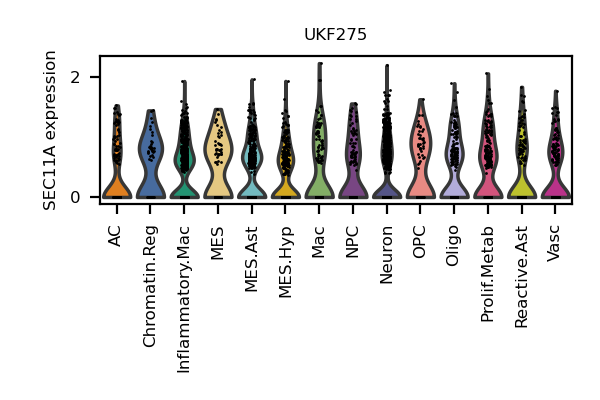 UKF275
SEC11A expression
2
0
AC
Chromatin.Reg
Inflammatory.Mac
MES
MES.Ast
MES.Hyp
Mac
NPC
Neuron
OPC
Oligo
Prolif.Metab
Reactive.Ast
Vasc